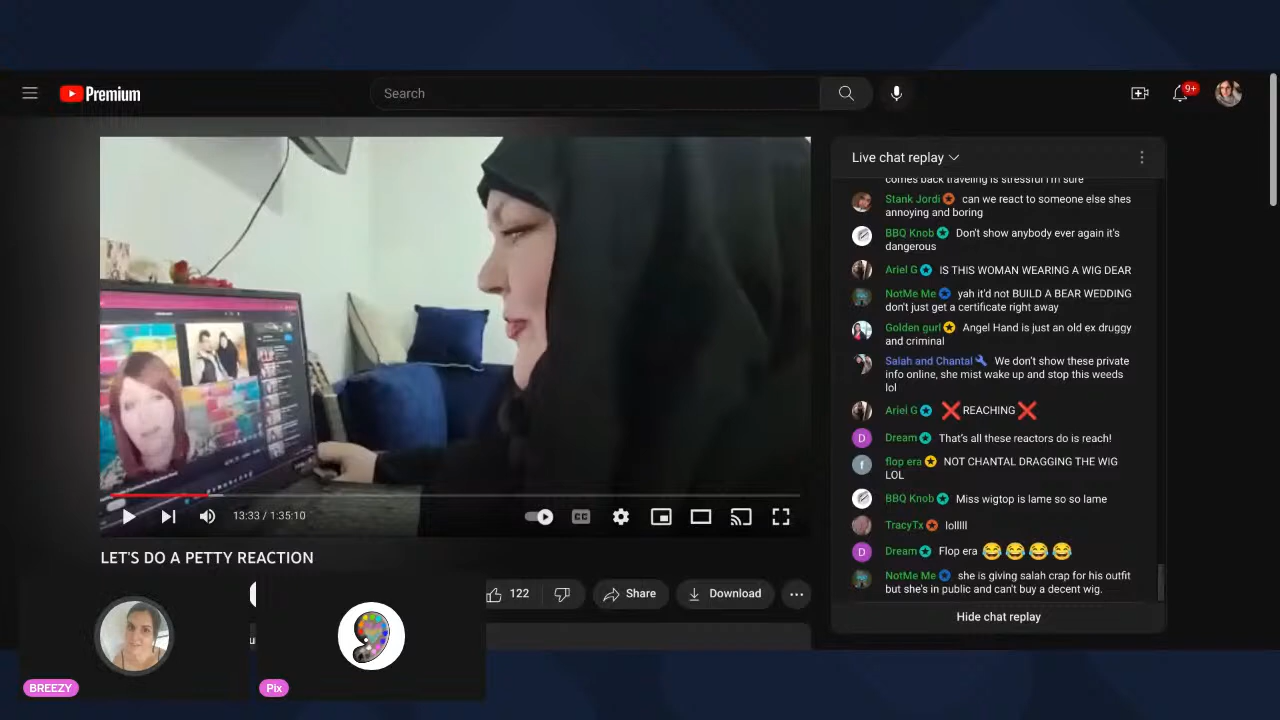 Premium
Search
9+
Live chat replay
comes back traveling is stressful I'm sure
Stank Jordi can we react to someone else shes
annoying and boring
BBQ Knob Don't show anybody ever again it's
dangerous
Ariel G IS THIS WOMAN WEARING A WIG DEAR
NotMe Me yah it'd not BUILD A BEAR WEDDING
don't just get a certificate right away
Golden gurl Angel Hand is just an old ex druggy
and criminal
Salah and Chantal We don't show these private
info online, she mist wake up and stop this weeds
lol
Ariel G ❌ REACHING ❌
D Dream That's all these reactors do is reach!
f flop era NOT CHANTAL DRAGGING THE WIG
LOL
BBQ Knob Miss wigtop is lame so so lame
TracyTx lolllll
D Dream Flop era 😂 😂 😂 😂
NotMe Me she is giving salah crap for his outfit
but she's in public and can't buy a decent wig.
Hide chat replay
13:33 / 1:35:10
CC
LET'S DO A PETTY REACTION
122
Share
Download
BREEZY
Pix